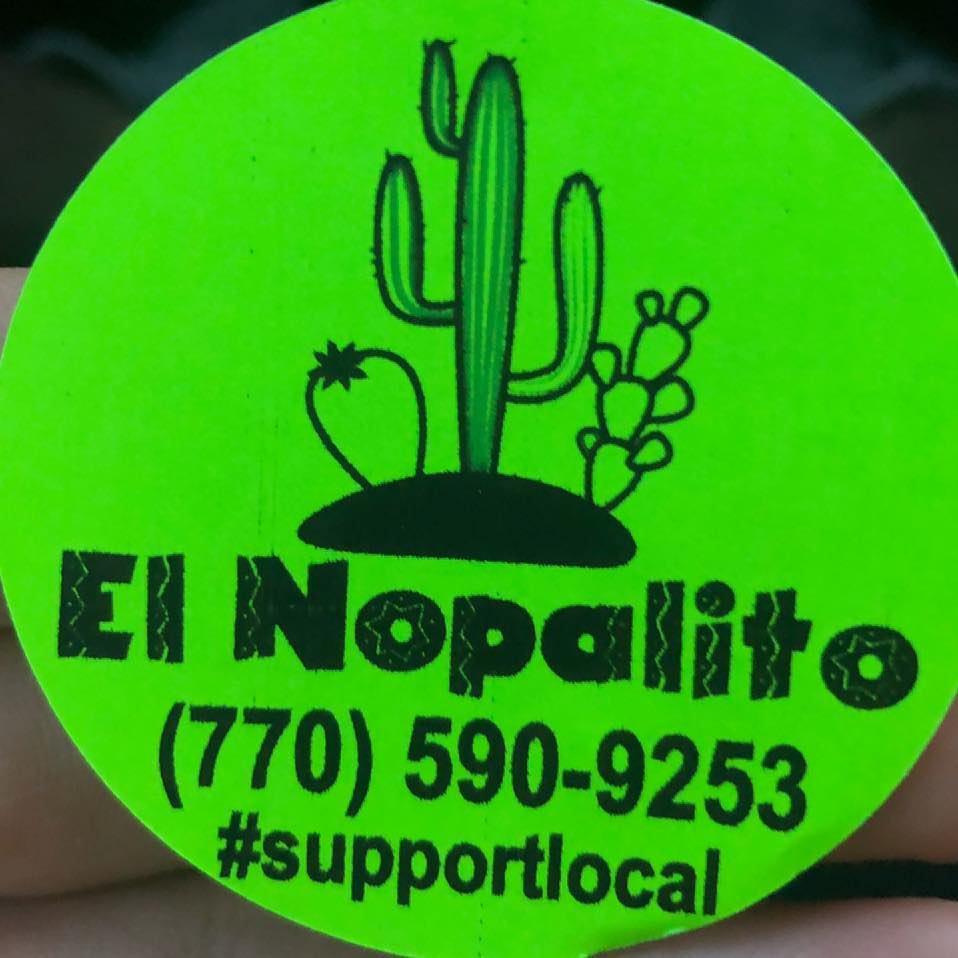 El Nopalito
(770) 590-9253
#supportlocal